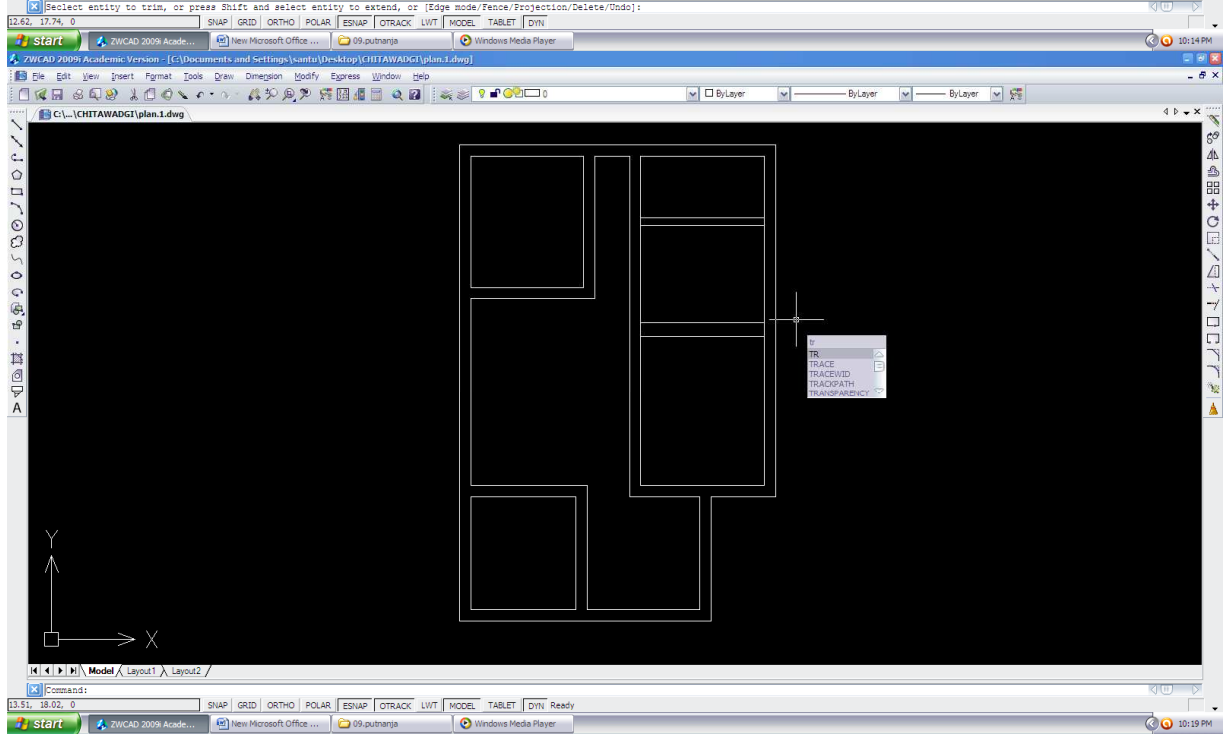 Seclect entity to trim, or press Shift and select entity to extend, or [Edge mode/Fence/Projection/Delete/Undo]:
12.62, 17.74, 0 SNAP GRID ORTHO POLAR ESNAP OTRACK LWT MODEL TABLET DYN
start ZWCAD 2009i Acade... New Microsoft Office ... 09.putnanja Windows Media Player 10:14 PM
ZWCAD 2009i Academic Version - [C:\Documents and Settings\santu\Desktop\CHITAWADGI\plan.1.dwg]
File Edit View Insert Format Tools Draw Dimension Modify Express Window Help
0 ByLayer ByLayer ByLayer
C:\...\CHITAWADGI\plan.1.dwg
tr
TR
TRACE
TRACEWID
TRACKPATH
TRANSPARENCY
A
Y
X
Model Layout1 Layout2
Command:
13.51, 18.02, 0 SNAP GRID ORTHO POLAR ESNAP OTRACK LWT MODEL TABLET DYN Ready
start ZWCAD 2009i Acade... New Microsoft Office ... 09.putnanja Windows Media Player 10:19 PM